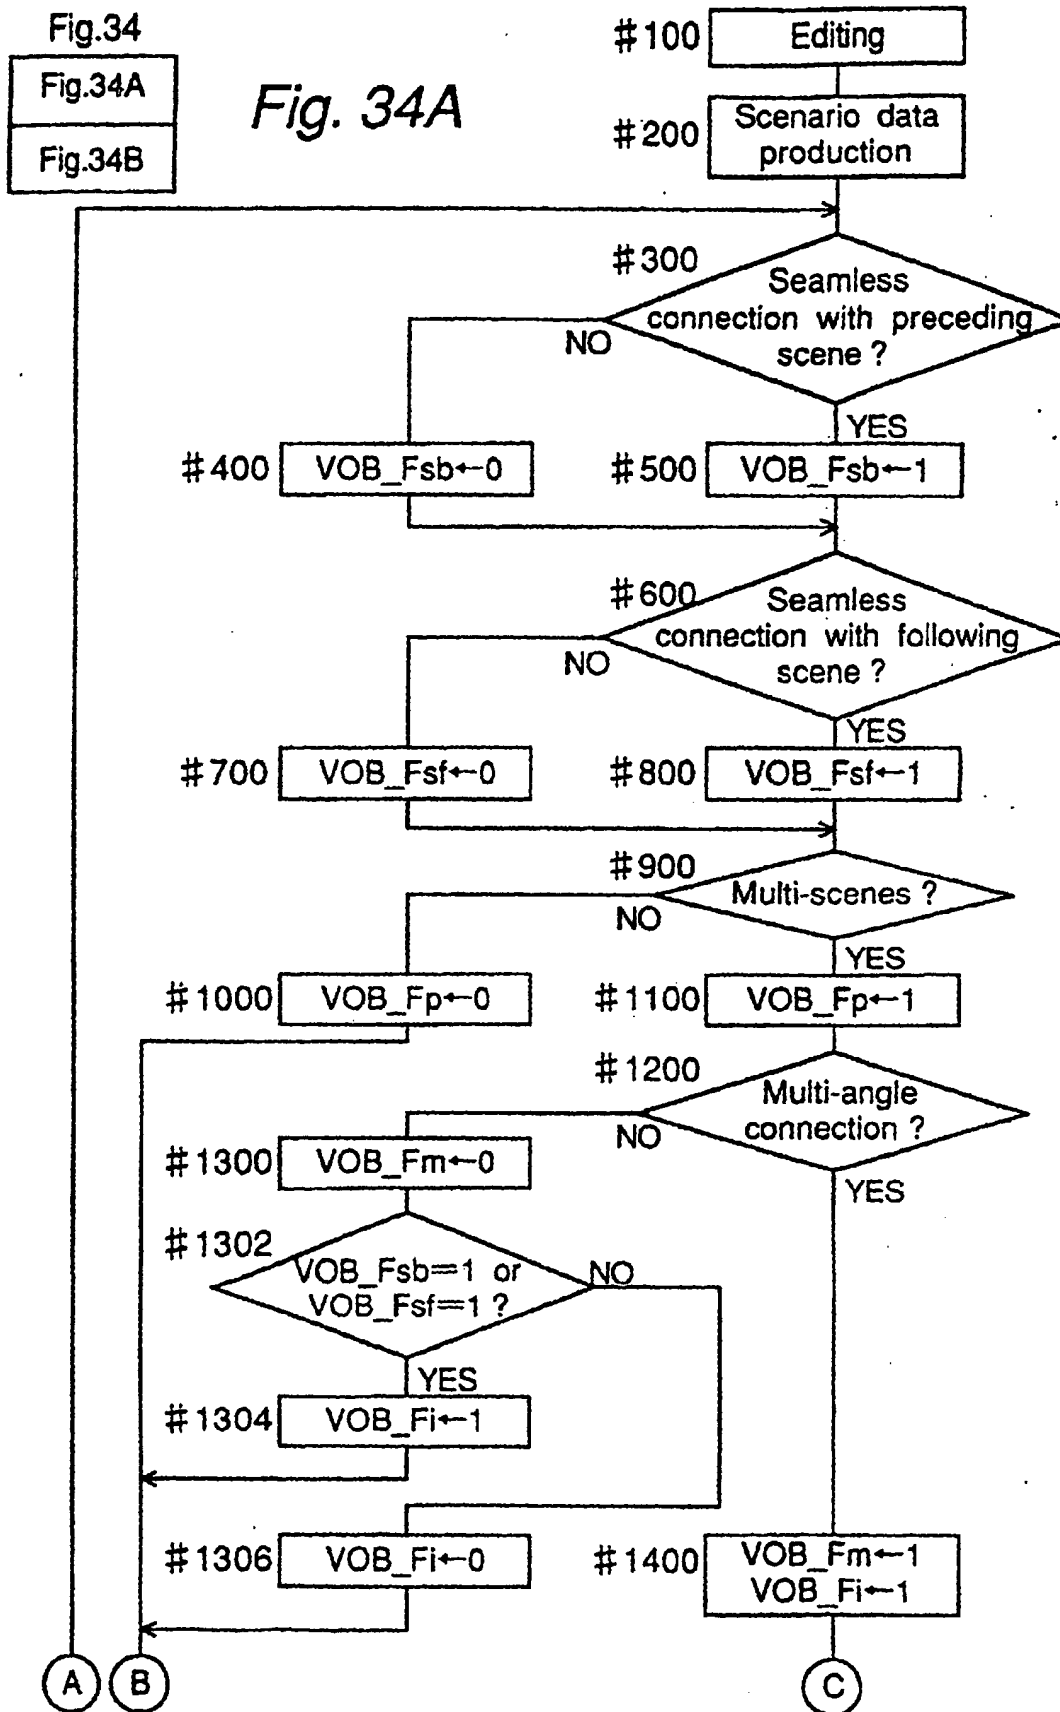 Fig.34
Fig.34A
Fig.34B
Fig. 34A
#100
Editing
#200
Scenario data
production
#300
Seamless
connection with preceding
scene ?
NO
YES
#400
VOB_Fsb←0
#500
VOB_Fsb←1
#600
Seamless
connection with following
scene ?
NO
YES
#700
VOB_Fsf←0
#800
VOB_Fsf←1
#900
Multi-scenes ?
NO
YES
#1000
VOB_Fp←0
#1100
VOB_Fp←1
#1200
Multi-angle
connection ?
NO
YES
#1300
VOB_Fm←0
#1302
VOB_Fsb=1 or
VOB_Fsf=1 ?
NO
YES
#1304
VOB_Fi←1
#1306
VOB_Fi←0
#1400
VOB_Fm←1
VOB_Fi←1
A
B
C